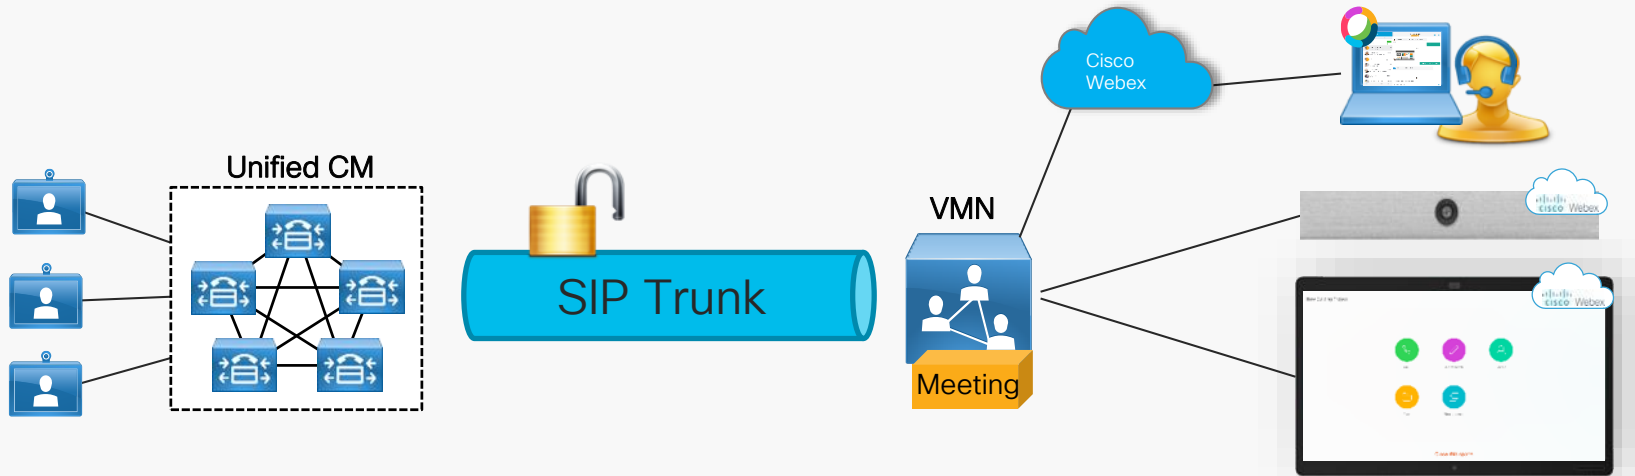 Cisco
Webex
Unified CM
VMN
SIP Trunk
Meeting
cisco Webex
cisco Webex